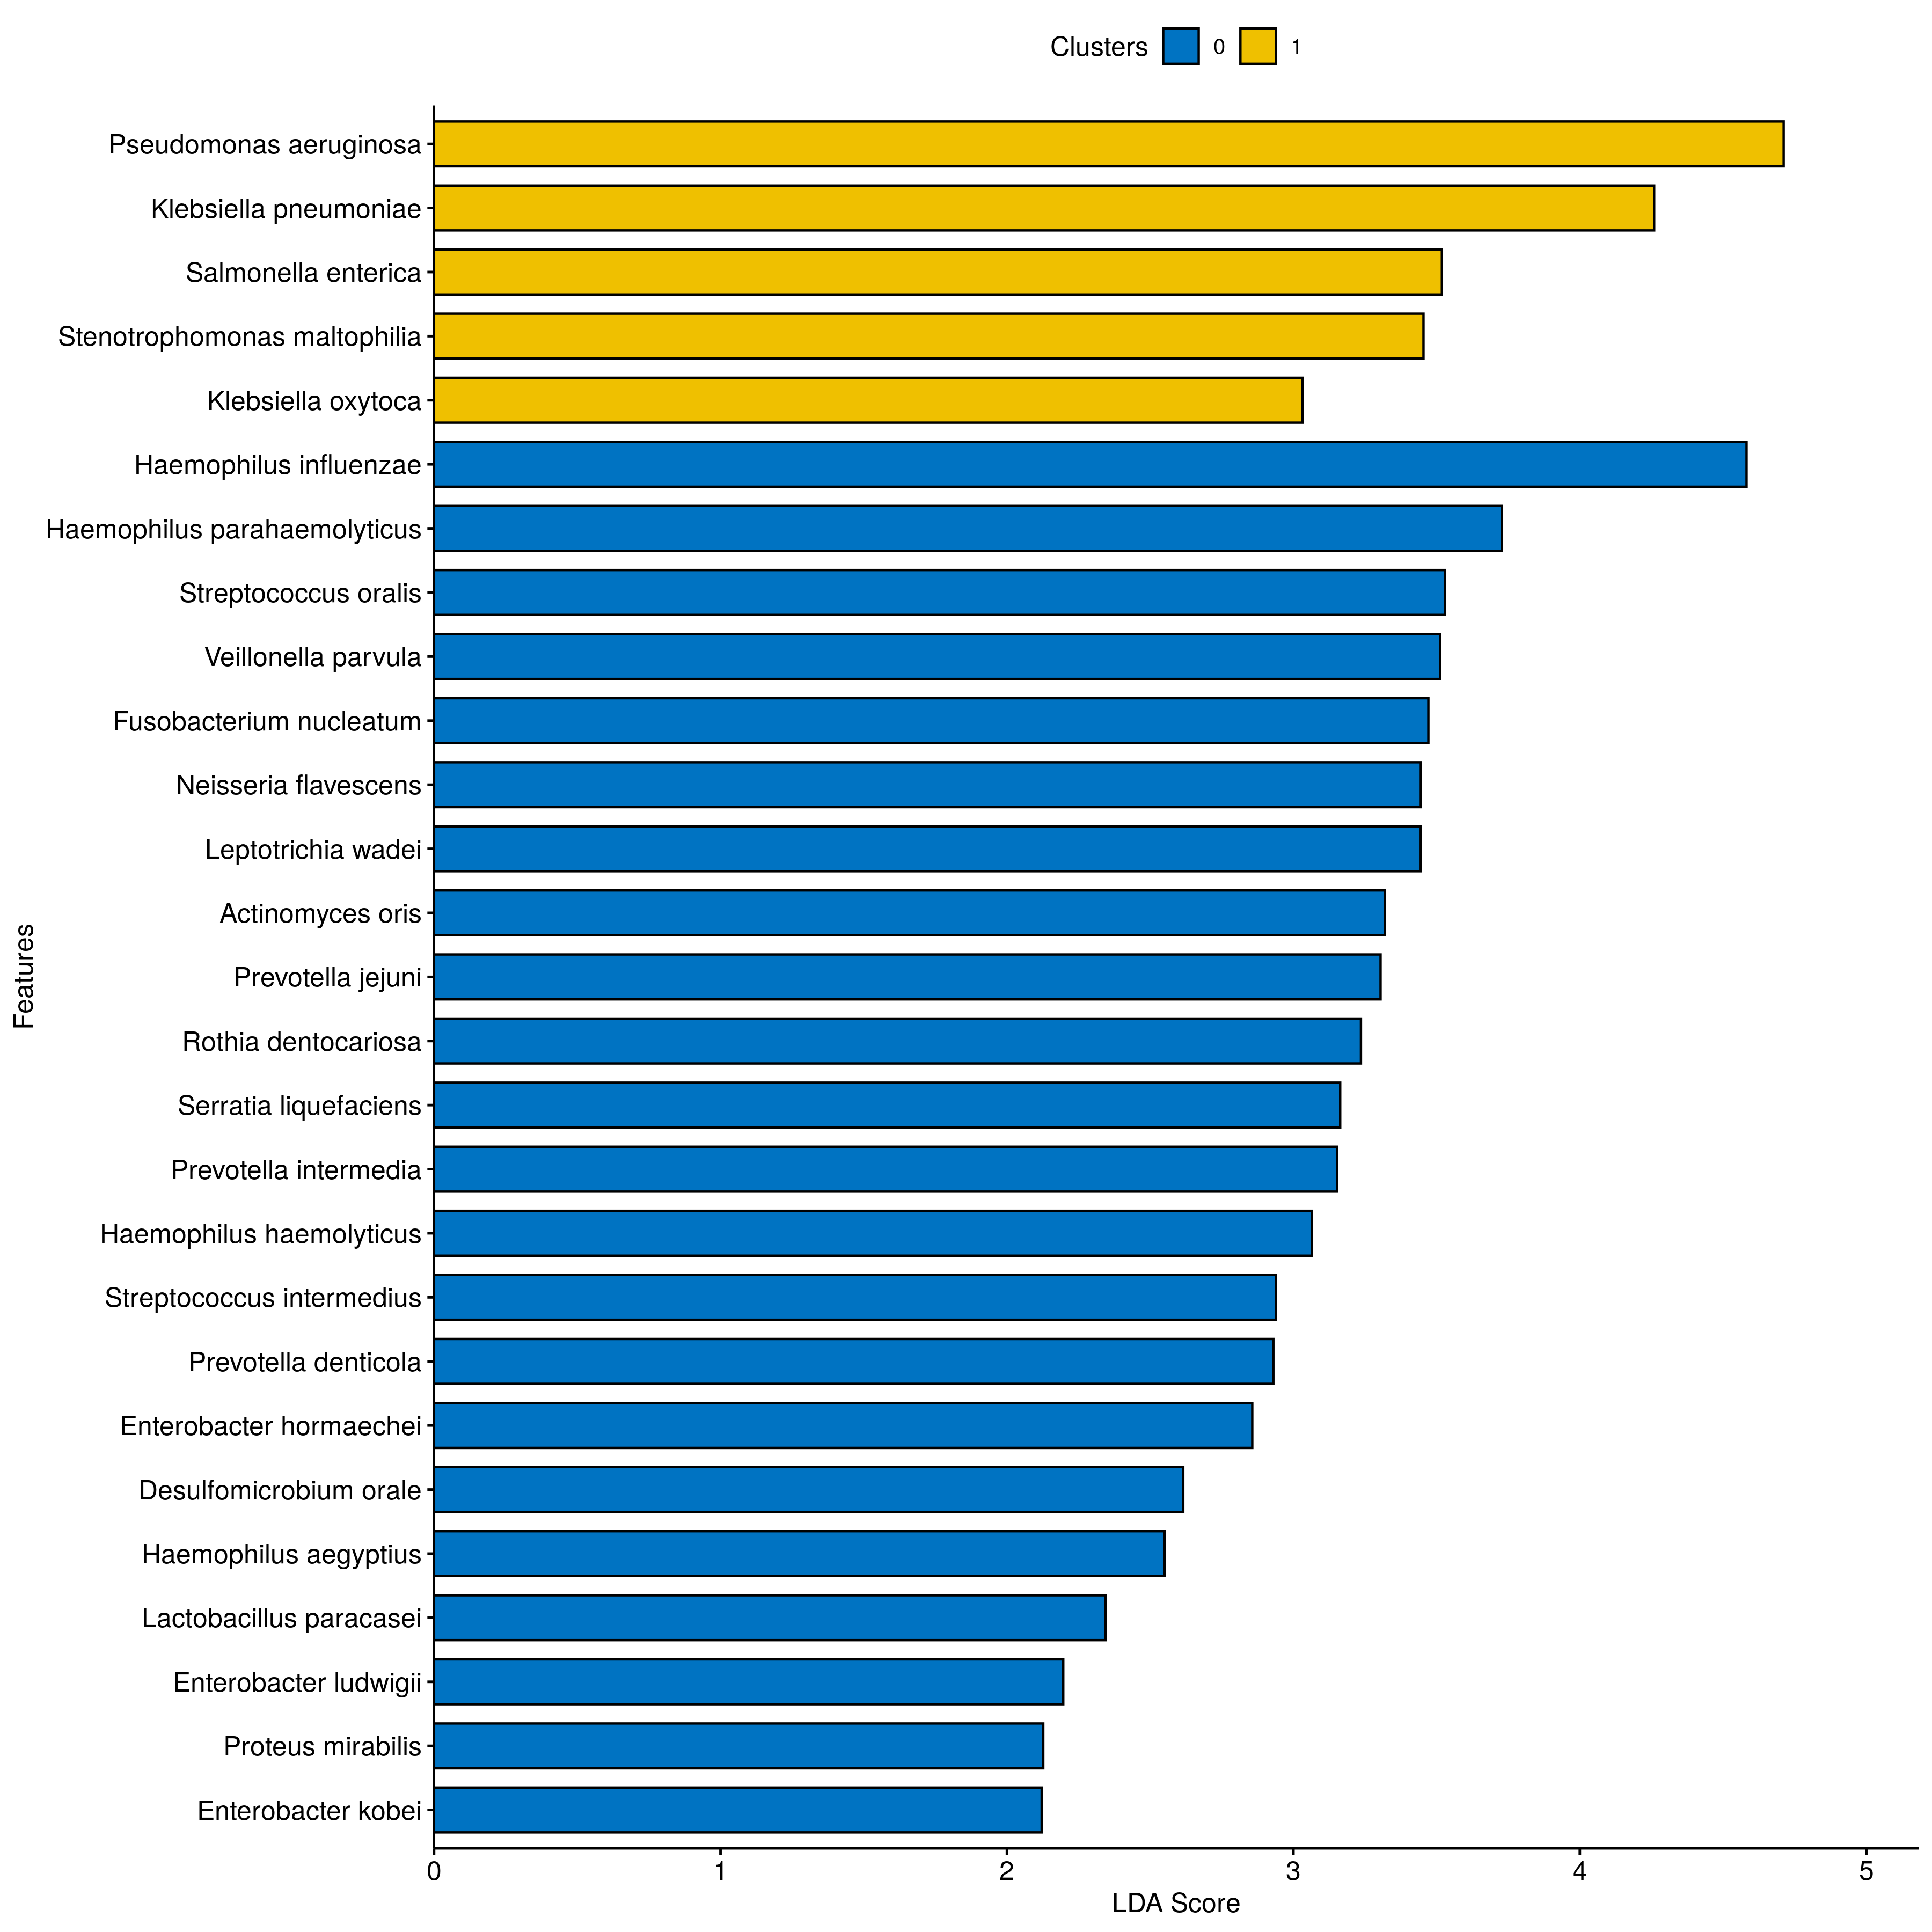 Clusters 0 1
Pseudomonas aeruginosa
Klebsiella pneumoniae
Salmonella enterica
Stenotrophomonas maltophilia
Klebsiella oxytoca
Haemophilus influenzae
Haemophilus parahaemolyticus
Streptococcus oralis
Veillonella parvula
Fusobacterium nucleatum
Neisseria flavescens
Leptotrichia wadei
Actinomyces oris
Prevotella jejuni
Rothia dentocariosa
Serratia liquefaciens
Prevotella intermedia
Haemophilus haemolyticus
Streptococcus intermedius
Prevotella denticola
Enterobacter hormaechei
Desulfomicrobium orale
Haemophilus aegyptius
Lactobacillus paracasei
Enterobacter ludwigii
Proteus mirabilis
Enterobacter kobei
Features
0 1 2 3 4 5
LDA Score